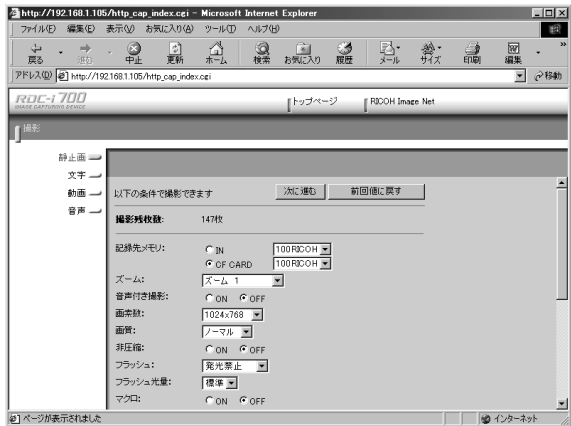 http://192.168.1.105/http_cap_index.cgi - Microsoft Internet Explorer
ファイル(F) 編集(E) 表示(V) お気に入り(A) ツール(T) ヘルプ(H)
戻る 進む 中止 更新 ホーム 検索 お気に入り 履歴 メール サイズ 印刷 編集 »
アドレス(D) http://192.168.1.105/http_cap_index.cgi 移動
RDC-i700 トップページ RICOH Image Net
IMAGE CAPTURING DEVICE
撮影
静止画
文字
動画
音声
以下の条件で撮影できます 次に進む 前回値に戻す
撮影残枚数: 147枚
記録先メモリ: IN 100RICOH
CF CARD 100RICOH
ズーム: ズーム 1
音声付き撮影: ON OFF
画素数: 1024x768
画質: ノーマル
非圧縮: ON OFF
フラッシュ: 発光禁止
フラッシュ光量: 標準
マクロ: ON OFF
ページが表示されました インターネット